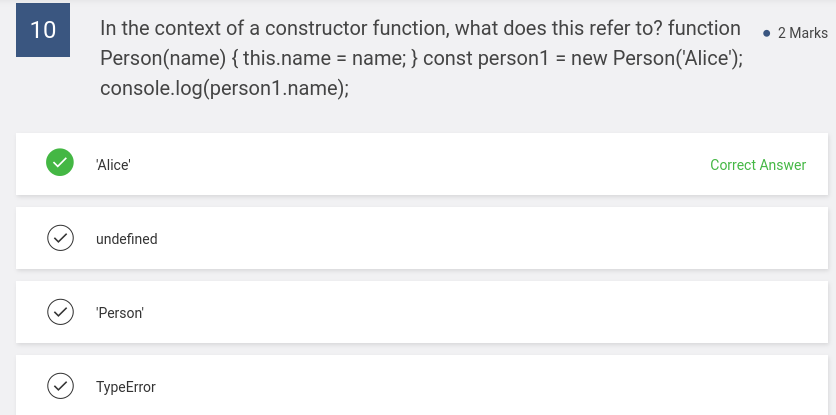 10
In the context of a constructor function, what does this refer to? function
Person(name) { this.name = name; } const person1 = new Person('Alice');
console.log(person1.name);
2 Marks
'Alice'
Correct Answer
undefined
'Person'
TypeError